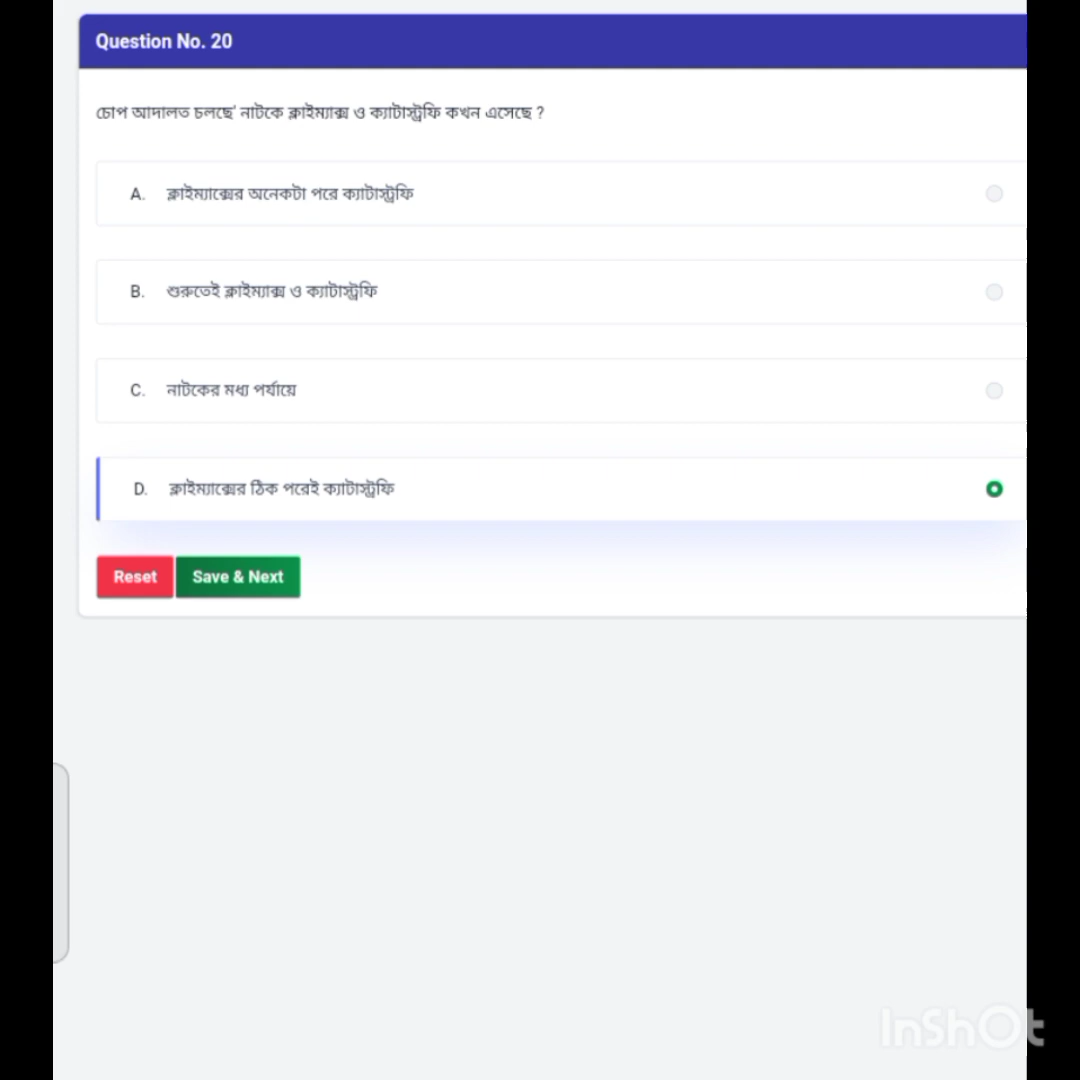 Question No. 20
চোপ আদালত চলছে' নাটকে ক্লাইম্যাক্স ও ক্যাটাস্ট্রফি কখন এসেছে ?
A. ক্লাইম্যাক্সের অনেকটা পরে ক্যাটাস্ট্রফি
B. শুরুতেই ক্লাইম্যাক্স ও ক্যাটাস্ট্রফি
C. নাটকের মধ্য পর্যায়ে
D. ক্লাইম্যাক্সের ঠিক পরেই ক্যাটাস্ট্রফি
Reset Save & Next
InShOt